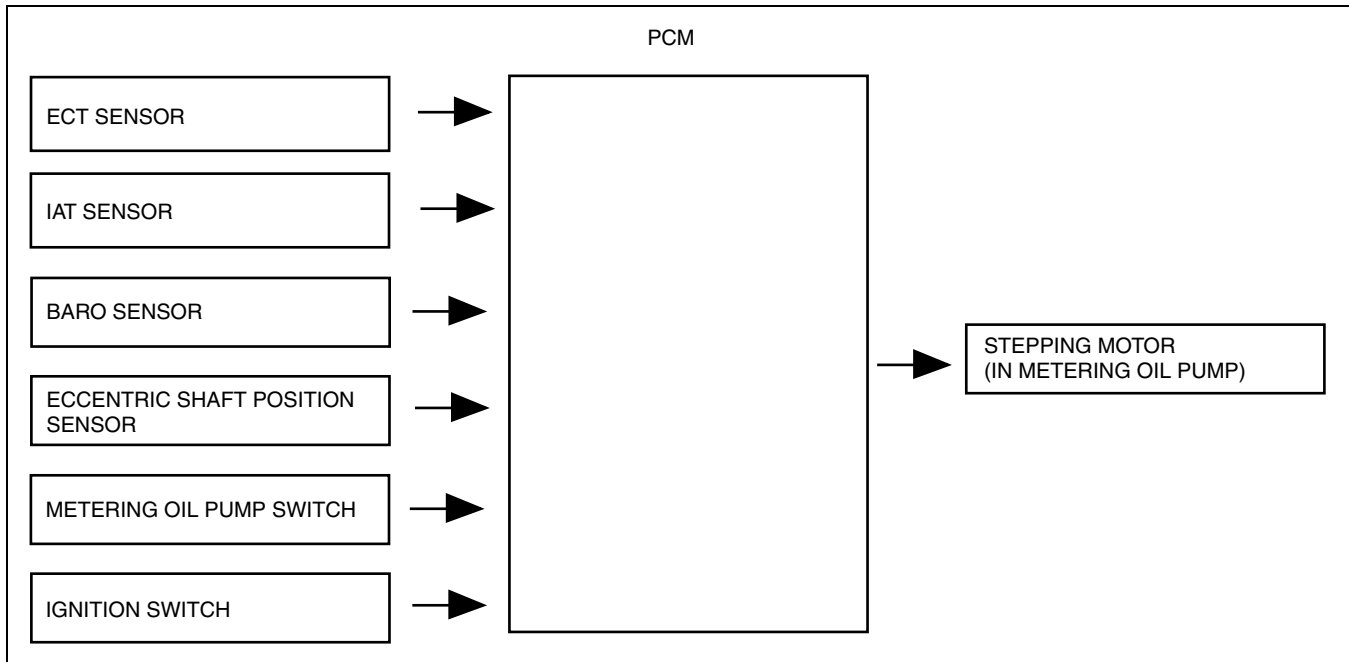 PCM
ECT SENSOR
IAT SENSOR
BARO SENSOR
ECCENTRIC SHAFT POSITION
SENSOR
METERING OIL PUMP SWITCH
IGNITION SWITCH
STEPPING MOTOR
(IN METERING OIL PUMP)